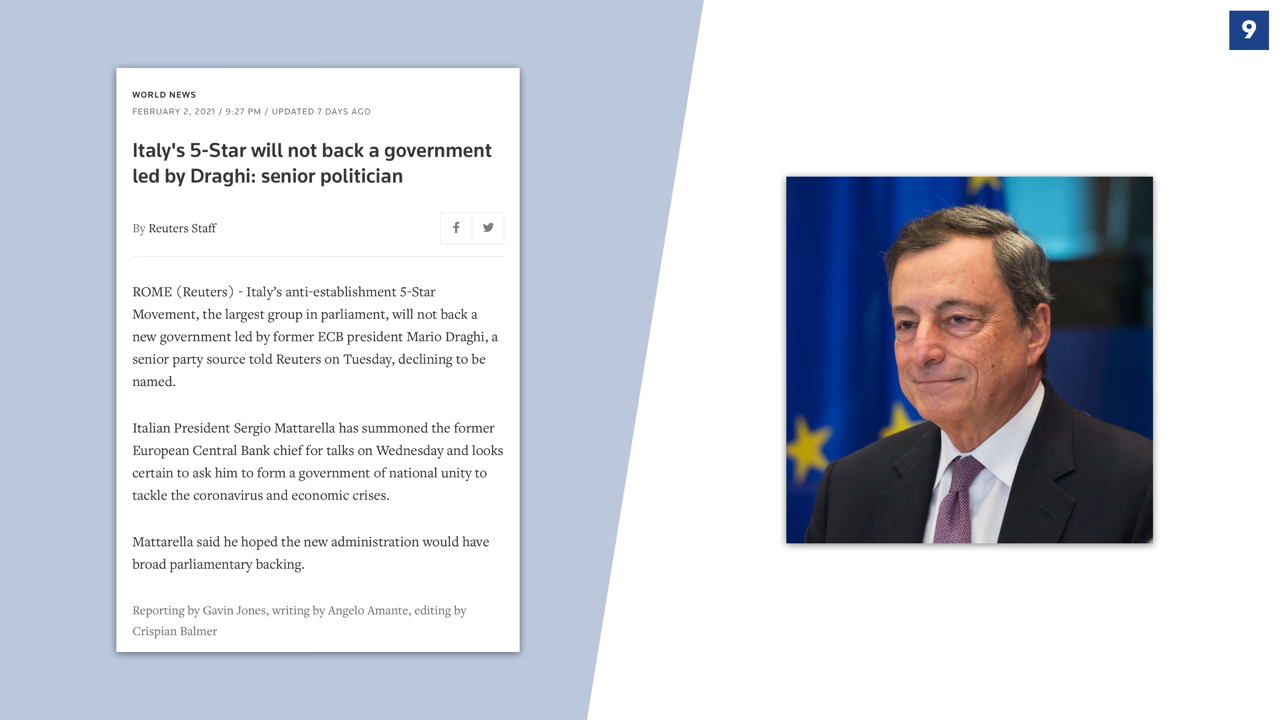 9
WORLD NEWS
FEBRUARY 2, 2021 / 9:27 PM / UPDATED 7 DAYS AGO
Italy's 5-Star will not back a government
led by Draghi: senior politician
By Reuters Staff
ROME (Reuters) - Italy’s anti-establishment 5-Star
Movement, the largest group in parliament, will not back a
new government led by former ECB president Mario Draghi, a
senior party source told Reuters on Tuesday, declining to be
named.
Italian President Sergio Mattarella has summoned the former
European Central Bank chief for talks on Wednesday and looks
certain to ask him to form a government of national unity to
tackle the coronavirus and economic crises.
Mattarella said he hoped the new administration would have
broad parliamentary backing.
Reporting by Gavin Jones, writing by Angelo Amante, editing by
Crispian Balmer